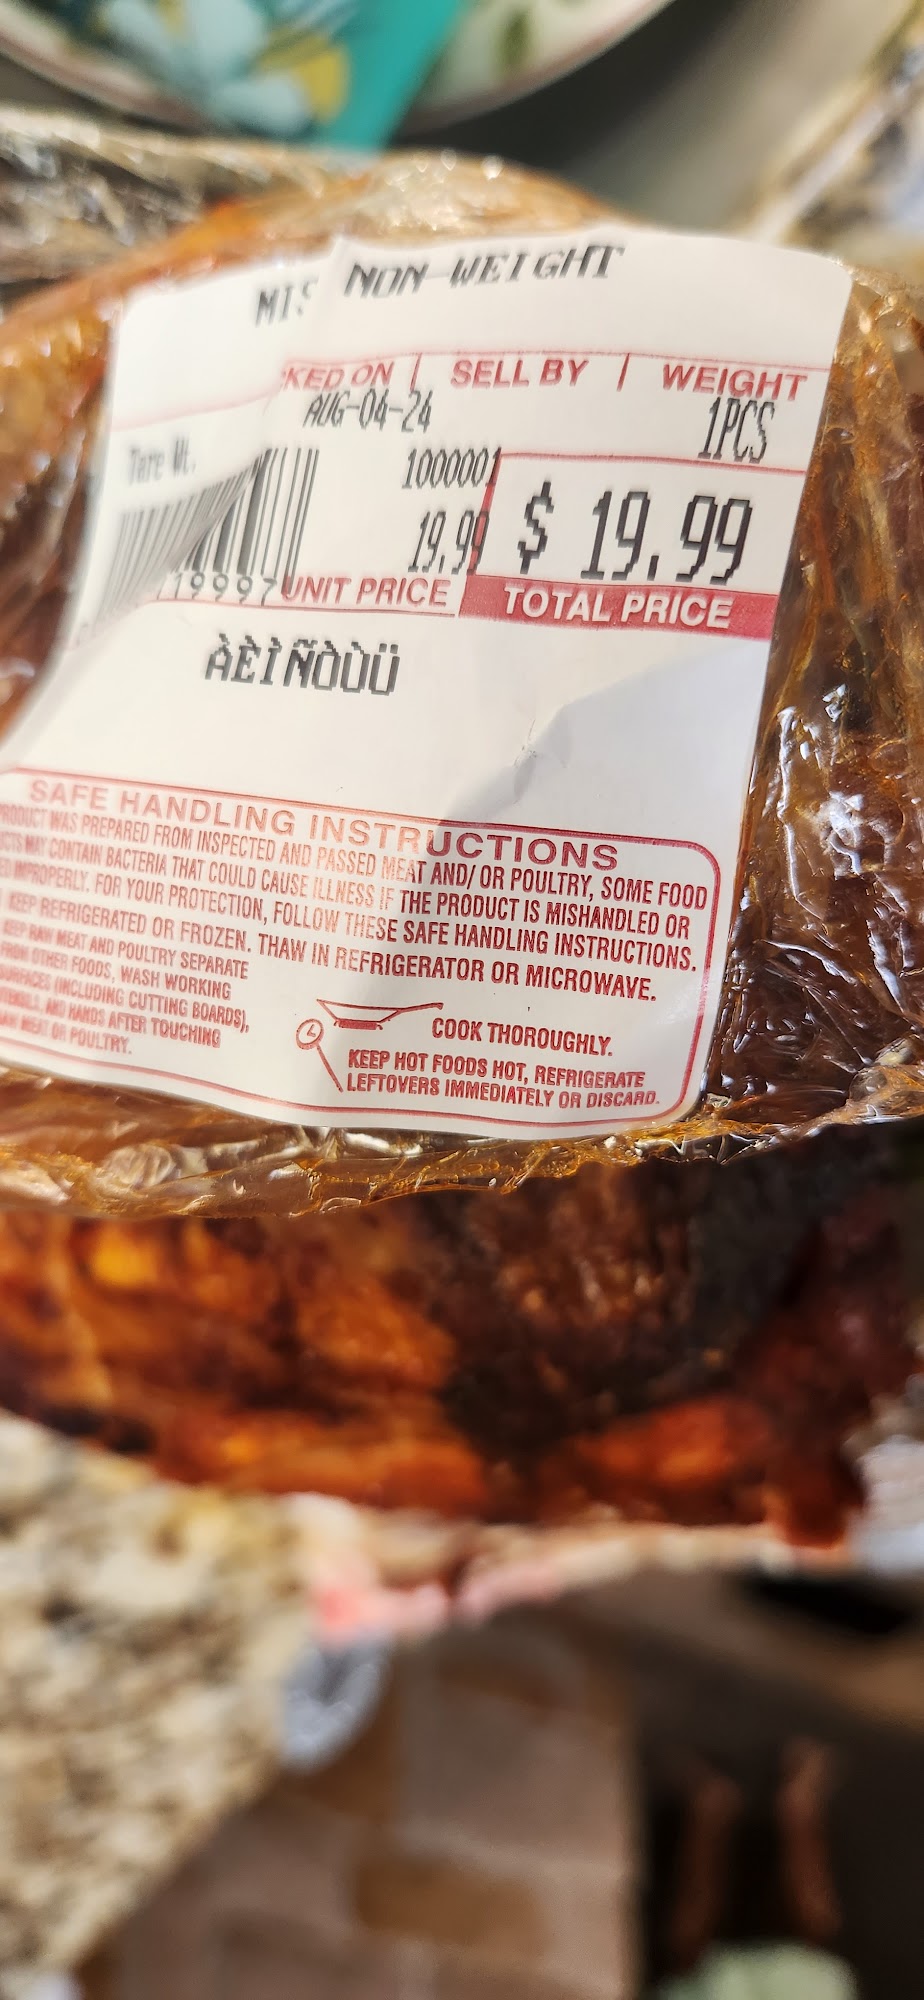 MIS NON-WEIGHT
KED ON | SELL BY | WEIGHT
AUG-04-24 1PCS
Tare Wt. 1000001
19.99 $ 19.99
19997 UNIT PRICE TOTAL PRICE
ÀÈÌÑÒÙÜ
SAFE HANDLING INSTRUCTIONS
PRODUCT WAS PREPARED FROM INSPECTED AND PASSED MEAT AND/ OR POULTRY, SOME FOOD
MAY CONTAIN BACTERIA THAT COULD CAUSE ILLNESS IF THE PRODUCT IS MISHANDLED OR
IMPROPERLY. FOR YOUR PROTECTION, FOLLOW THESE SAFE HANDLING INSTRUCTIONS.
KEEP REFRIGERATED OR FROZEN. THAW IN REFRIGERATOR OR MICROWAVE.
KEEP RAW MEAT AND POULTRY SEPARATE
FROM OTHER FOODS, WASH WORKING
SURFACES (INCLUDING CUTTING BOARDS),
AND HANDS AFTER TOUCHING
MEAT OR POULTRY.
COOK THOROUGHLY.
KEEP HOT FOODS HOT, REFRIGERATE
LEFTOVERS IMMEDIATELY OR DISCARD.